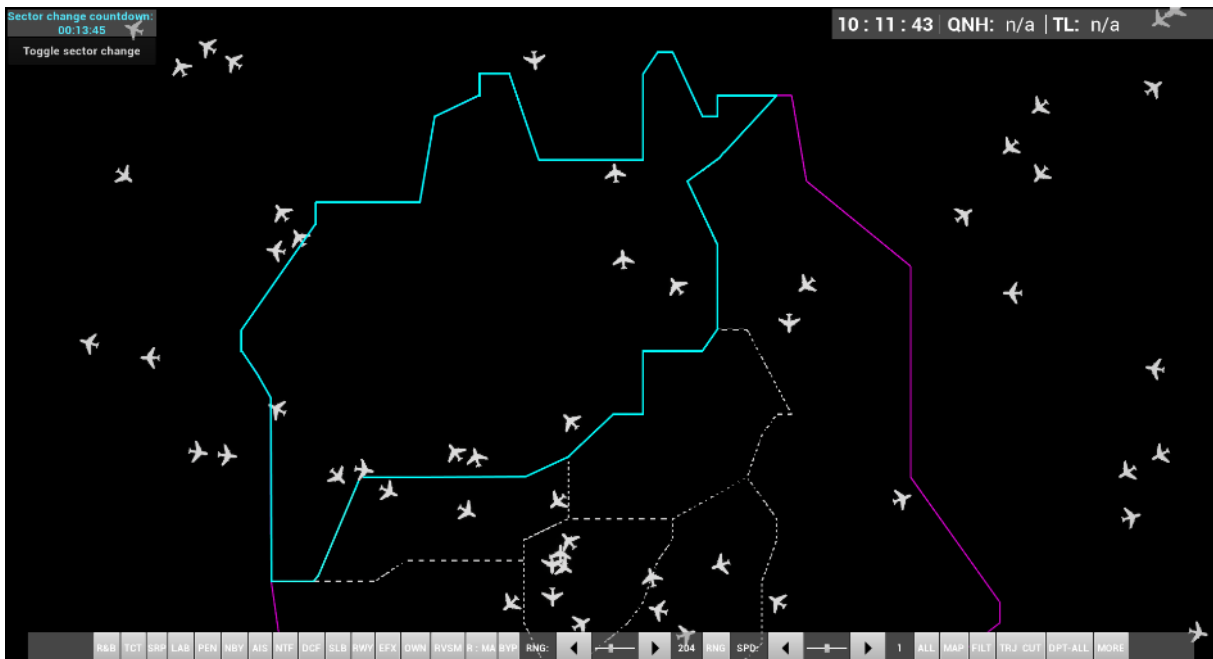 Sector change countdown:
00:13:45
Toggle sector change
10 : 11 : 43 QNH: n/a TL: n/a
R&B TCT SRP LAB PEN NBY AIS NTF DCF SLB RWY EFX OWN RVSM R : MA BYP RNG: 204 RNG SPD: 1 ALL MAP FILT TRJ CUT DPT-ALL MORE